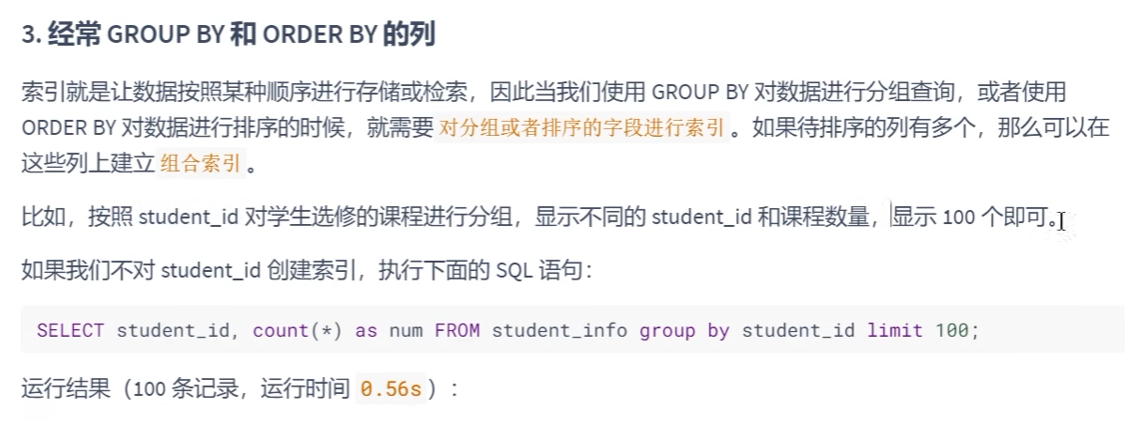 3. 经常 GROUP BY 和 ORDER BY 的列
索引就是让数据按照某种顺序进行存储或检索，因此当我们使用 GROUP BY 对数据进行分组查询，或者使用
ORDER BY 对数据进行排序的时候，就需要 对分组或者排序的字段进行索引 。如果待排序的列有多个，那么可以在
这些列上建立 组合索引 。
比如，按照 student_id 对学生选修的课程进行分组，显示不同的 student_id 和课程数量，显示 100 个即可。
如果我们不对 student_id 创建索引，执行下面的 SQL 语句：
SELECT student_id, count(*) as num FROM student_info group by student_id limit 100;
运行结果（100 条记录，运行时间 0.56s ）：